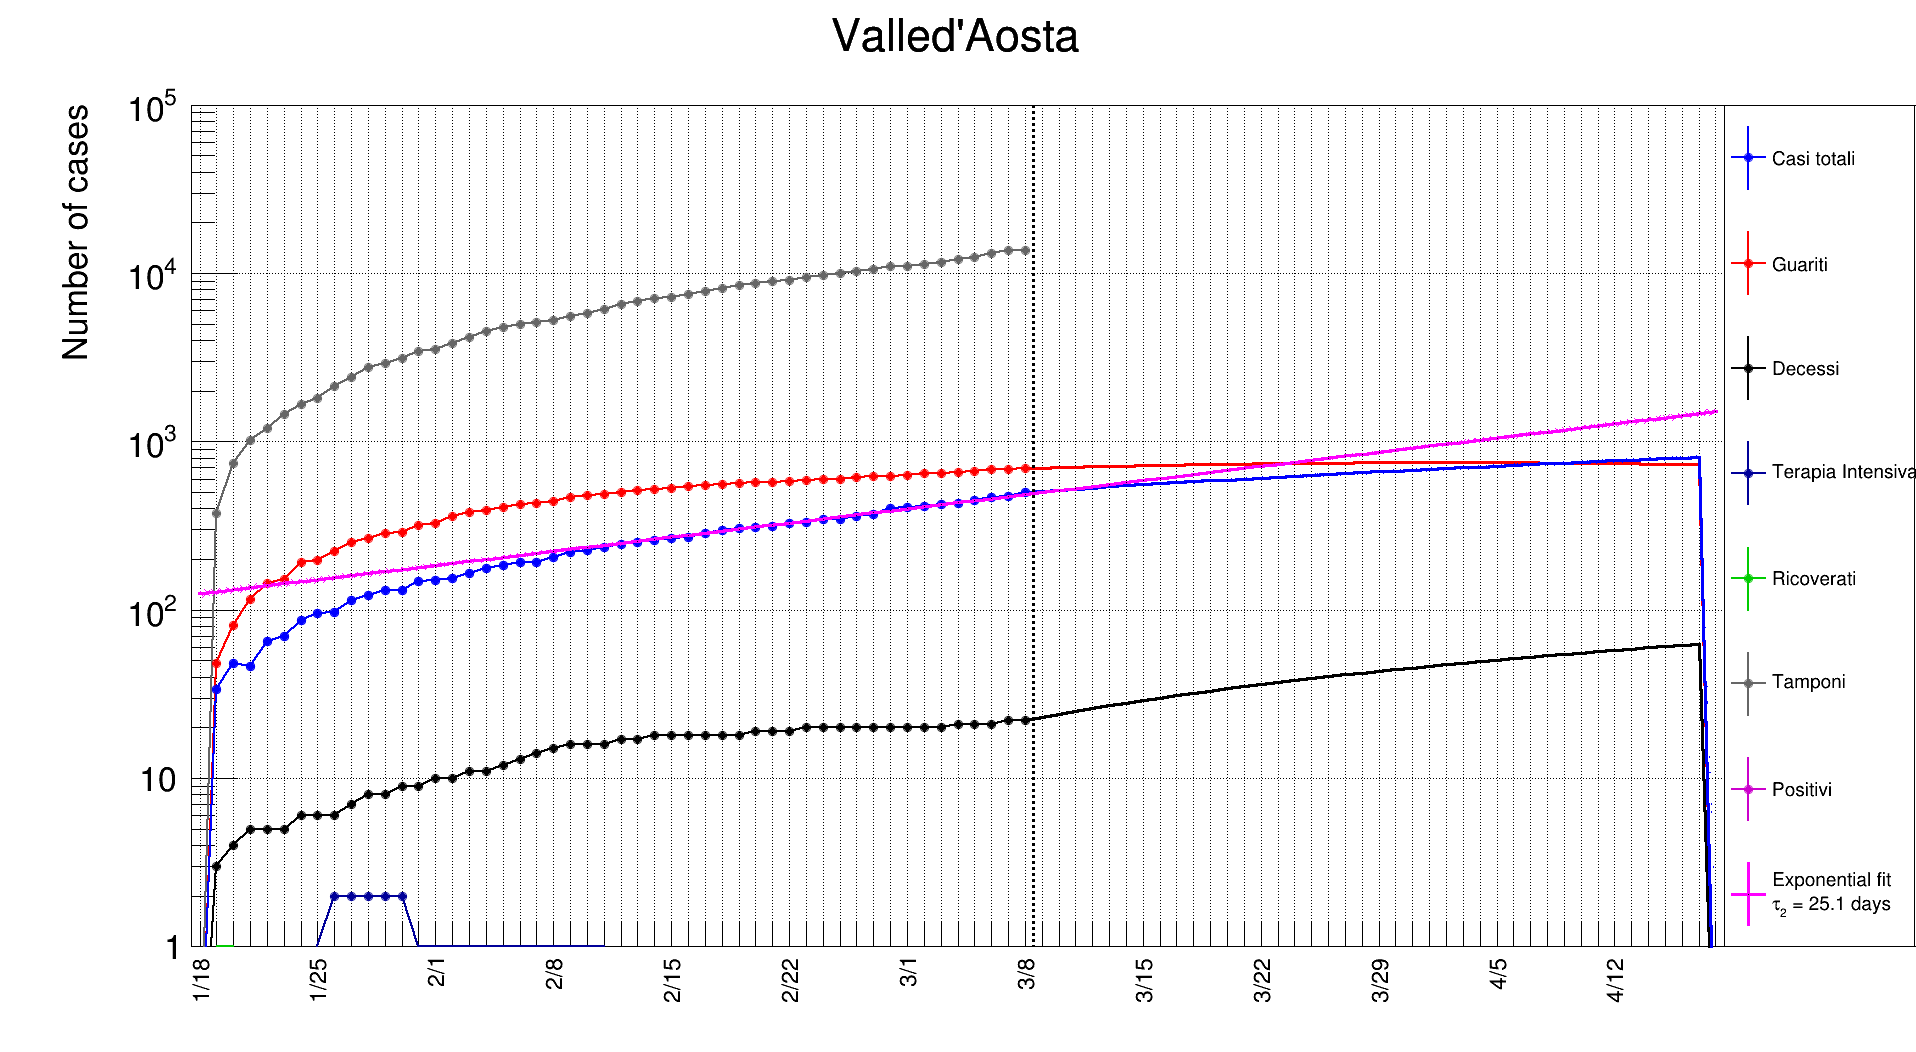 Valled'Aosta
Number of cases
10^5
10^4
10^3
10^2
10
1
1/18
1/25
2/1
2/8
2/15
2/22
3/1
3/8
3/15
3/22
3/29
4/5
4/12
Casi totali
Guariti
Decessi
Terapia Intensiva
Ricoverati
Tamponi
Positivi
Exponential fit
τ_2 = 25.1 days